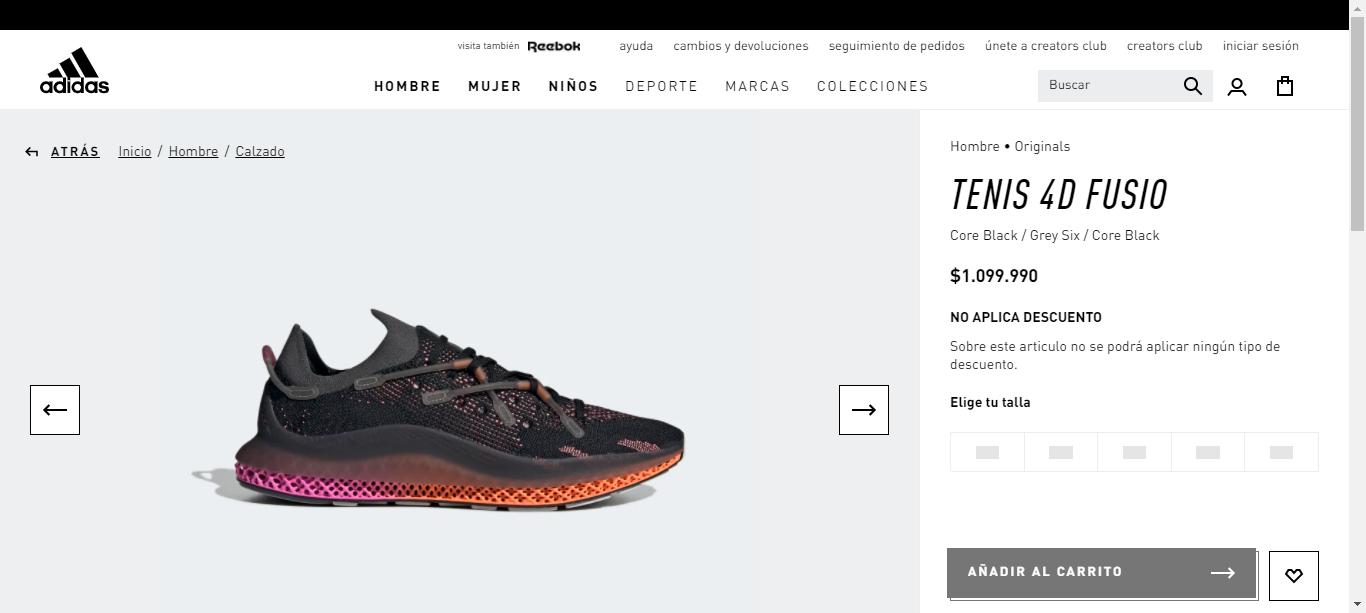 visita también Reebok ayuda cambios y devoluciones seguimiento de pedidos únete a creators club creators club iniciar sesión
adidas
HOMBRE MUJER NIÑOS DEPORTE MARCAS COLECCIONES Buscar
ATRÁS Inicio / Hombre / Calzado
Hombre • Originals
TENIS 4D FUSIO
Core Black / Grey Six / Core Black
$1.099.990
NO APLICA DESCUENTO
Sobre este articulo no se podrá aplicar ningún tipo de
descuento.
Elige tu talla
AÑADIR AL CARRITO